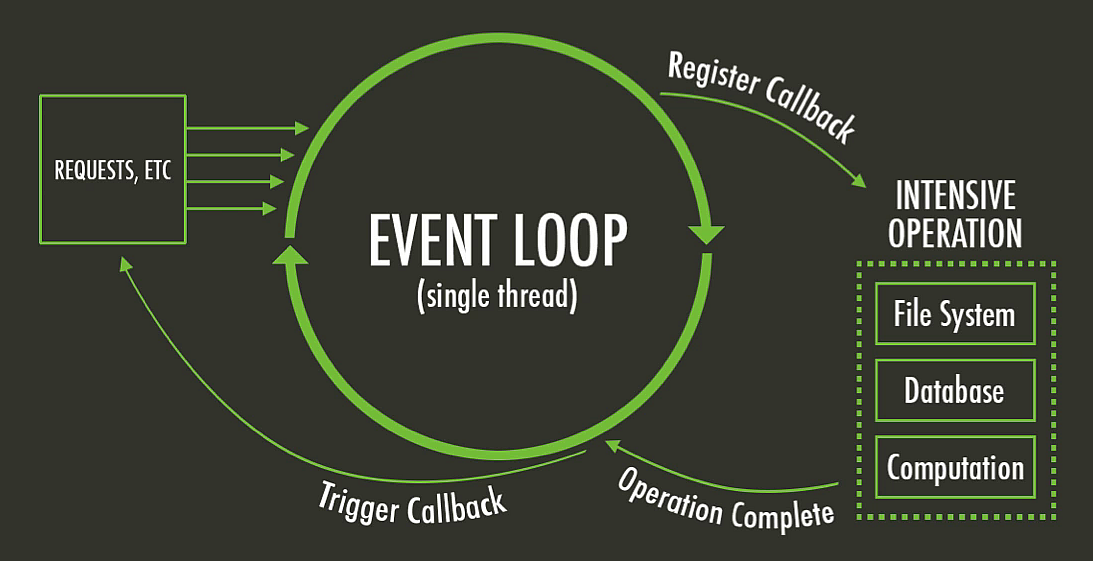 REQUESTS, ETC
EVENT LOOP
(single thread)
Register Callback
INTENSIVE
OPERATION
File System
Database
Computation
Operation Complete
Trigger Callback